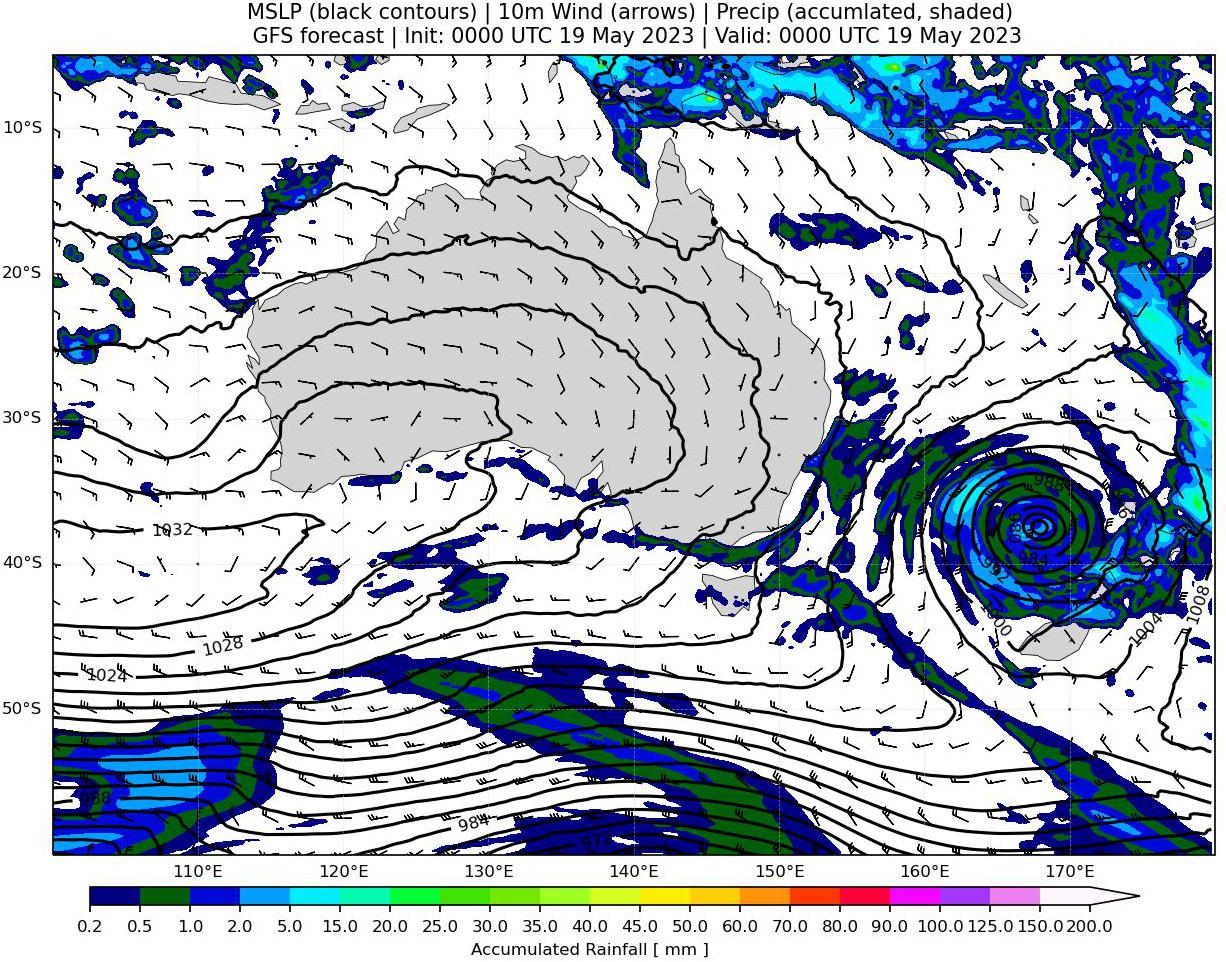 MSLP (black contours) | 10m Wind (arrows) | Precip (accumlated, shaded)
GFS forecast | Init: 0000 UTC 19 May 2023 | Valid: 0000 UTC 19 May 2023
10°S
20°S
30°S
988
1032
984
992
40°S
1000
1008
1004
1028
1024
50°S
988
984
110°E 120°E 130°E 140°E 150°E 160°E 170°E
0.2 0.5 1.0 2.0 5.0 15.0 20.0 25.0 30.0 35.0 40.0 45.0 50.0 60.0 70.0 80.0 90.0 100.0 125.0 150.0 200.0
Accumulated Rainfall [ mm ]